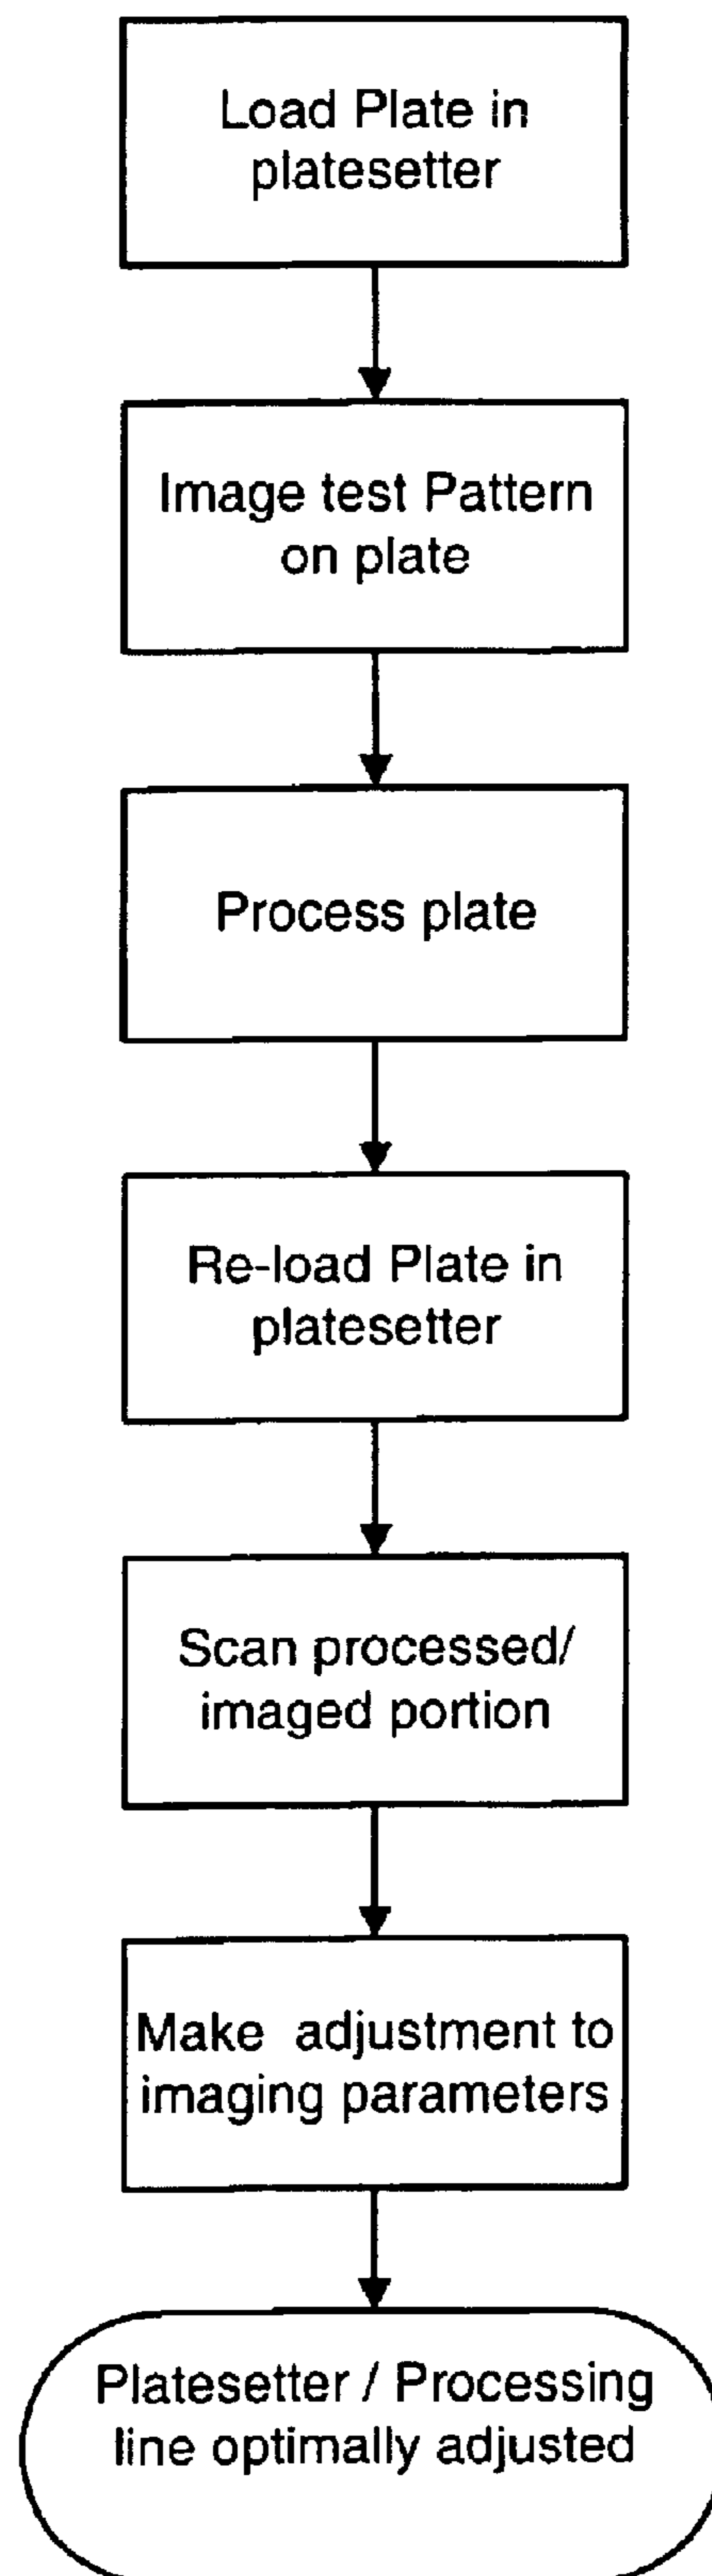 Load Plate in
platesetter
Image test Pattern
on plate
Process plate
Re-load Plate in
platesetter
Scan processed/
imaged portion
Make adjustment to
imaging parameters
Platesetter / Processing
line optimally adjusted